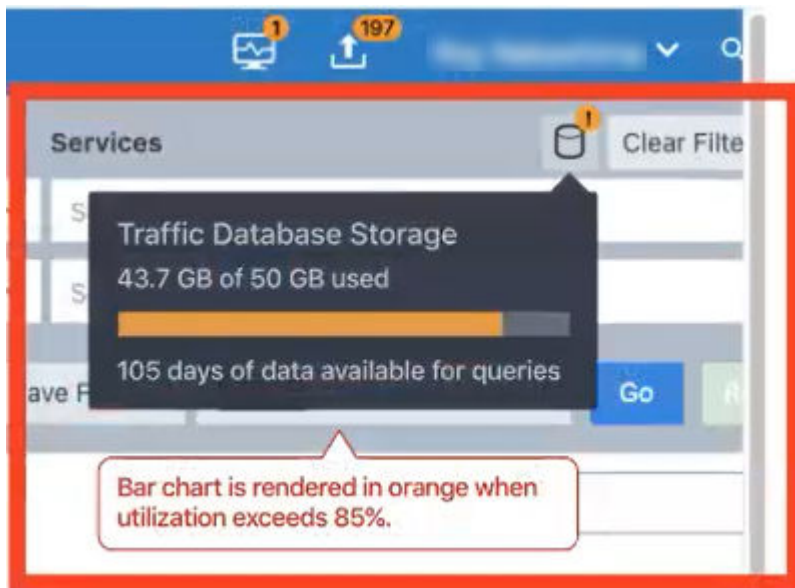 1
197
Services
!
Clear Filte
S
Traffic Database Storage
43.7 GB of 50 GB used
S
105 days of data available for queries
ave F
Go
Bar chart is rendered in orange when
utilization exceeds 85%.